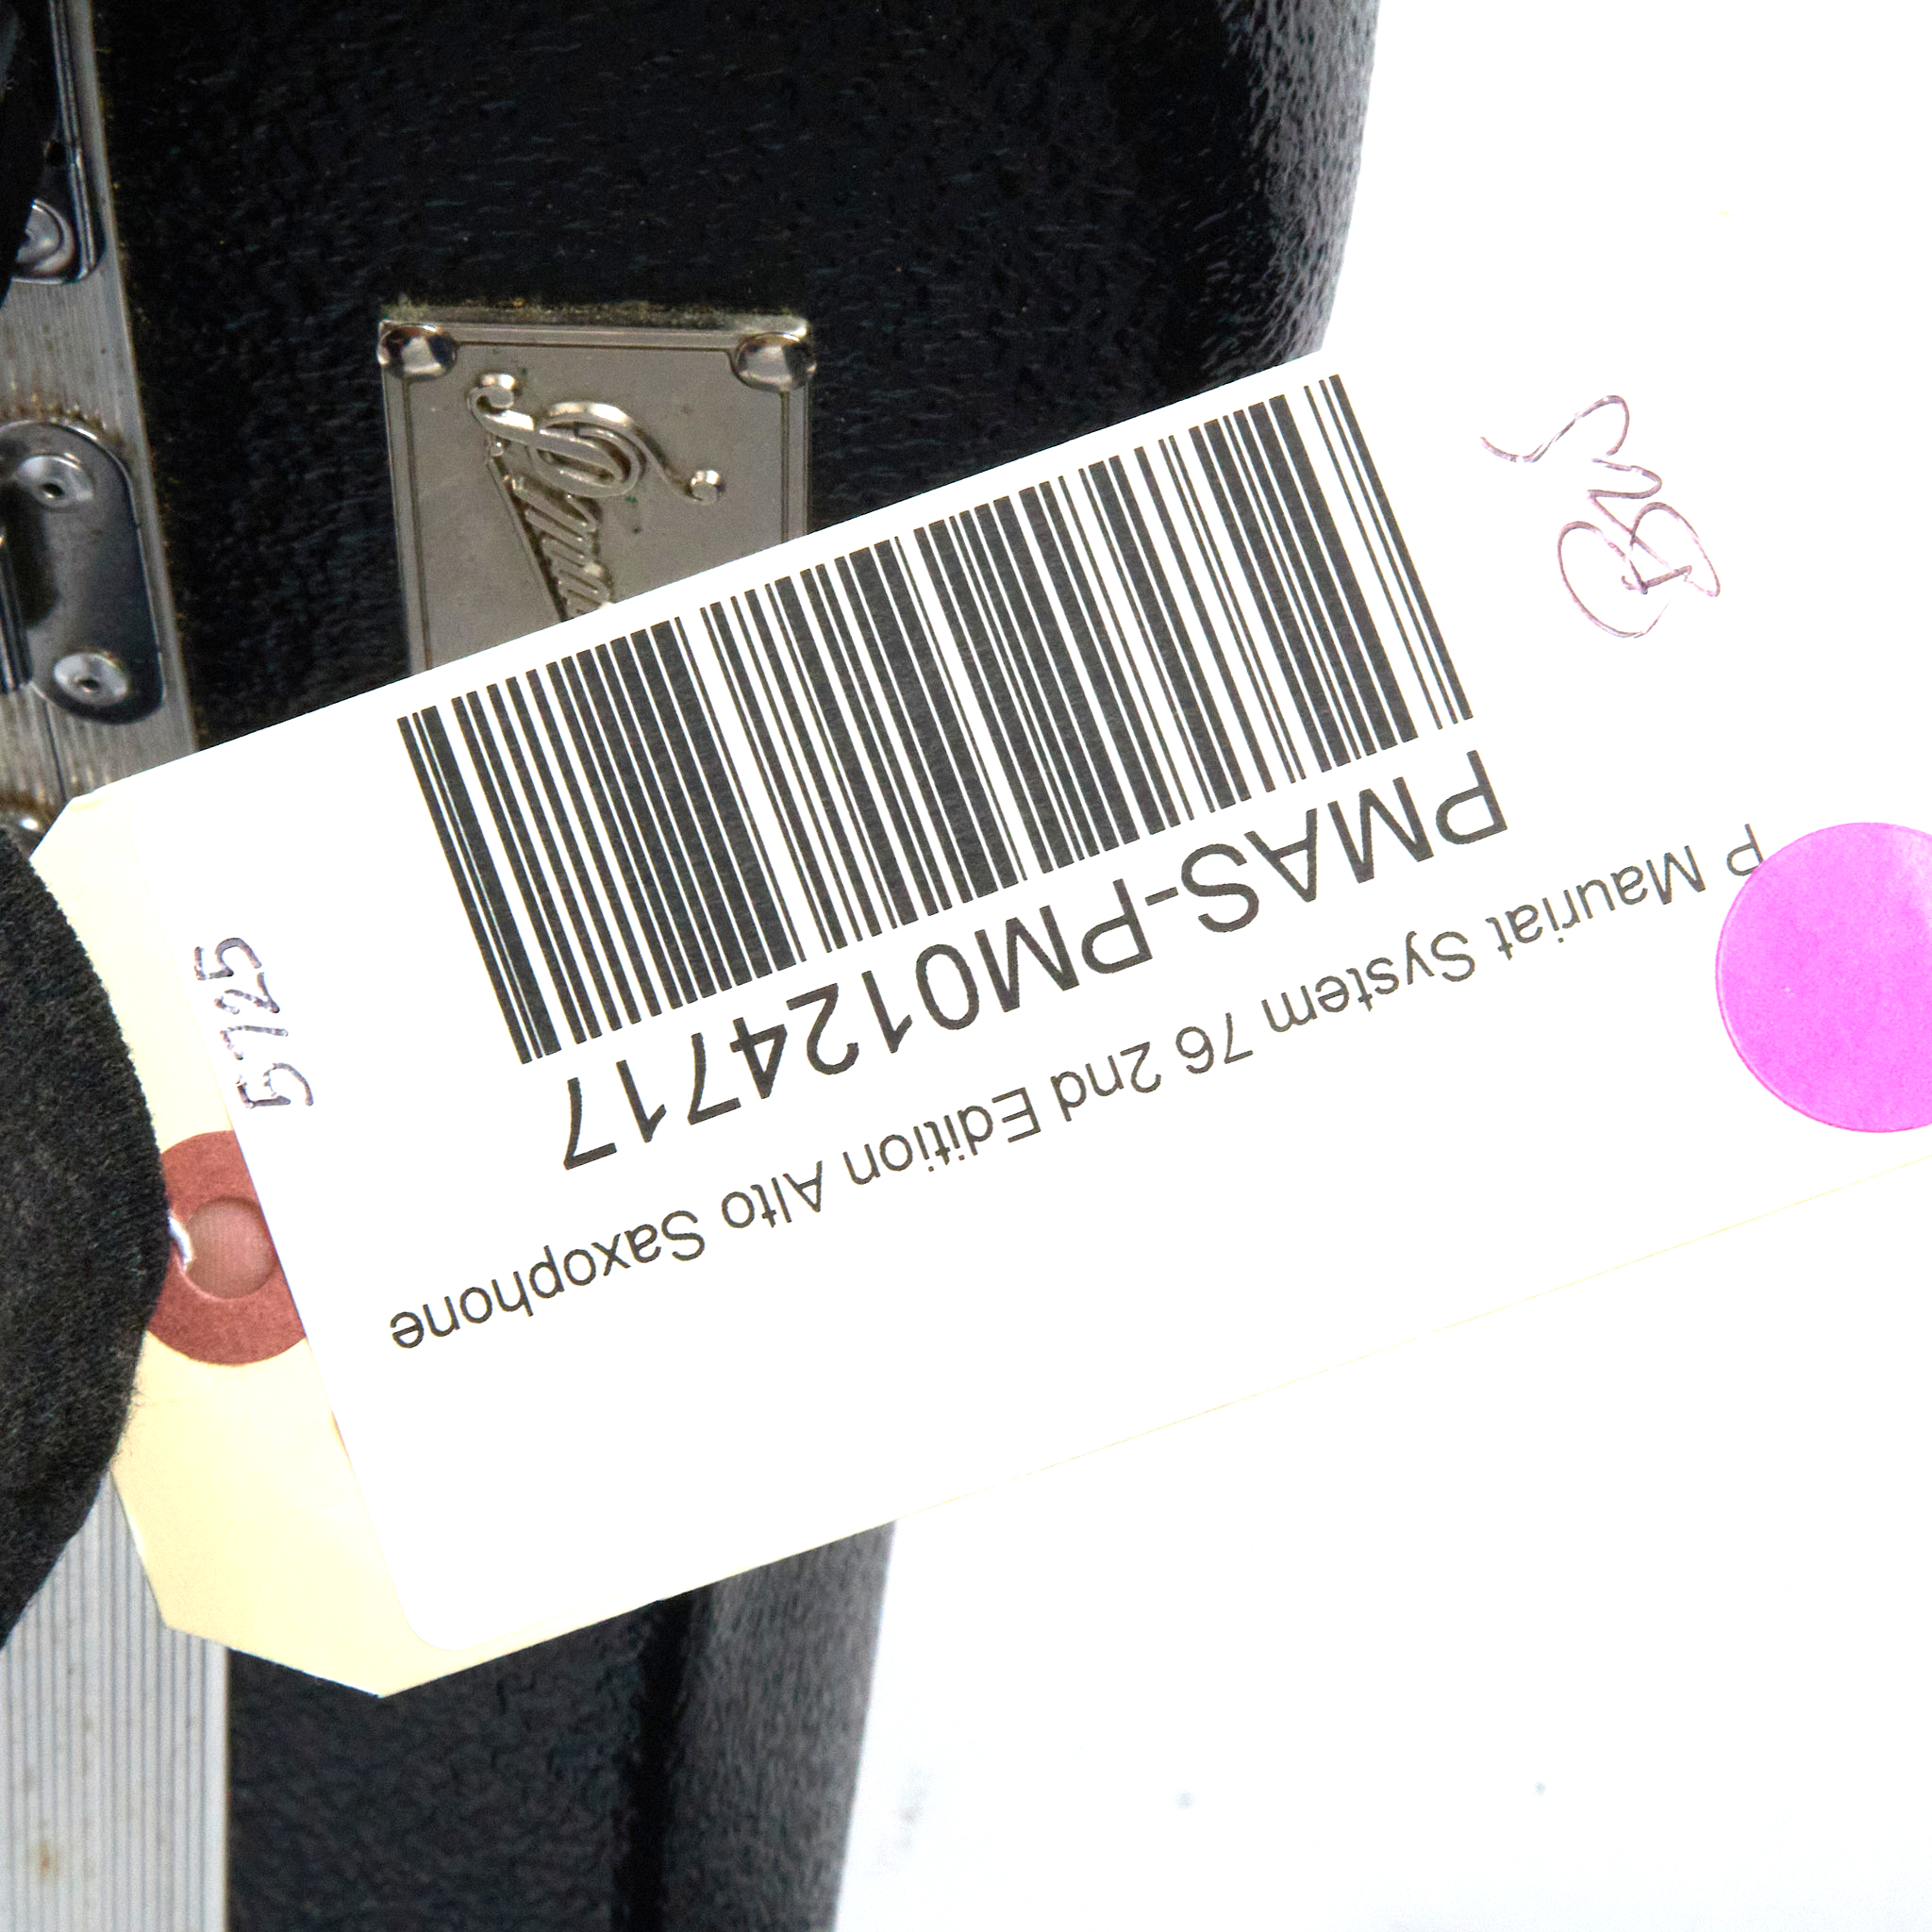 PMAS-PM0124717
P Mauriat System 76 2nd Edition Alto Saxophone
5725